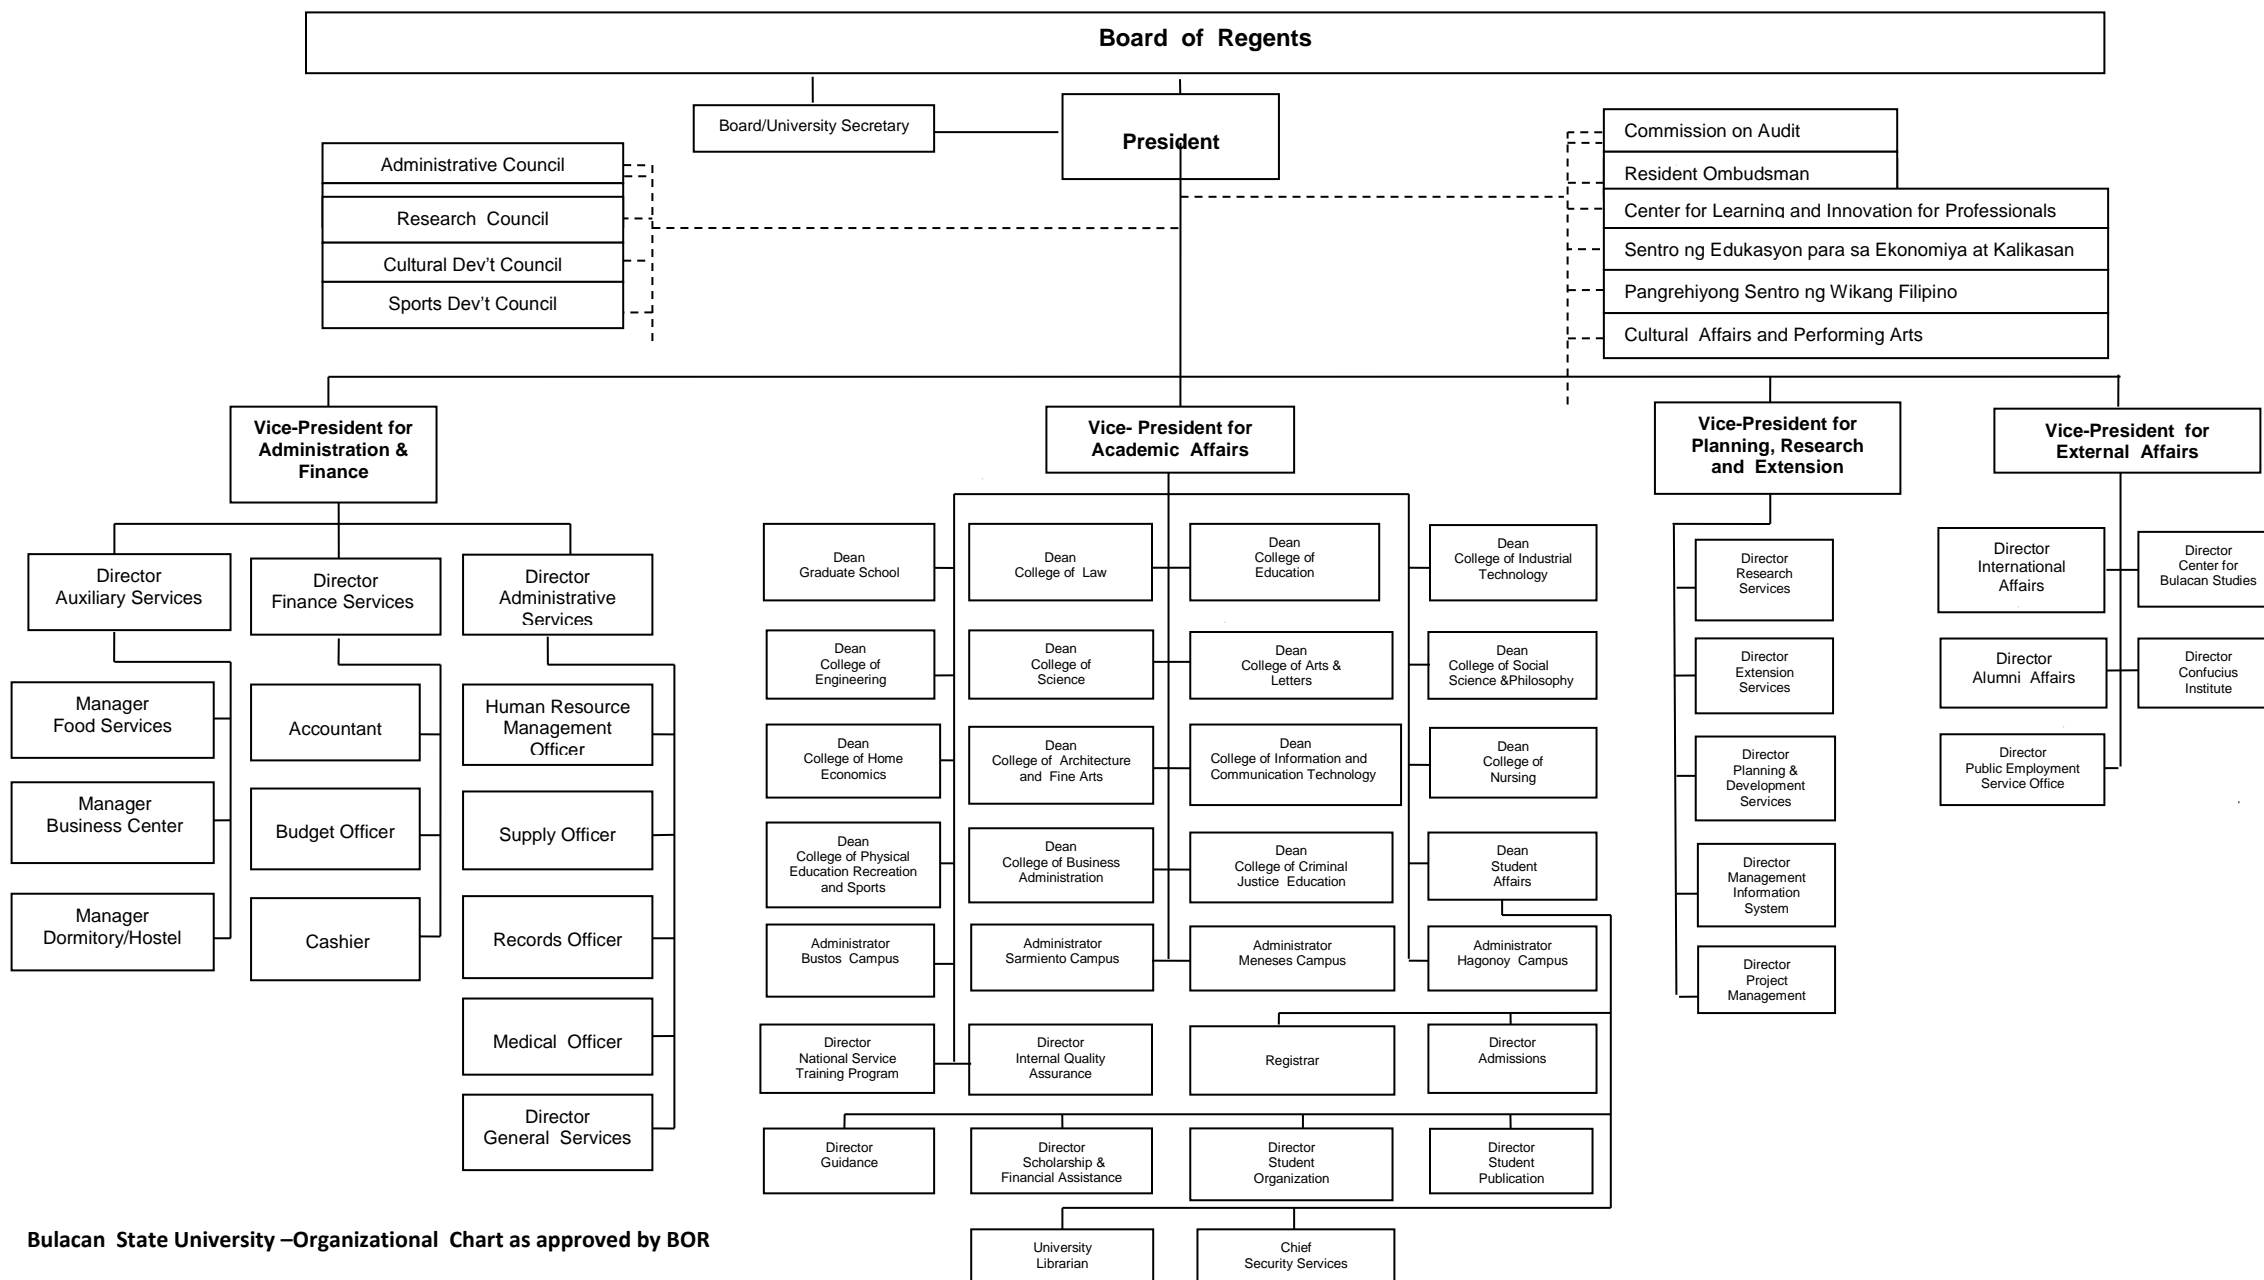 Board of Regents
Board/University Secretary
President
Administrative Council
Research Council
Cultural Dev't Council
Sports Dev't Council
Commission on Audit
Resident Ombudsman
Center for Learning and Innovation for Professionals
Sentro ng Edukasyon para sa Ekonomiya at Kalikasan
Pangrehiyong Sentro ng Wikang Filipino
Cultural Affairs and Performing Arts
Vice-President for
Administration &
Finance
Vice- President for
Academic Affairs
Vice-President for
Planning, Research
and Extension
Vice-President for
External Affairs
Director
Auxiliary Services
Director
Finance Services
Director
Administrative
Services
Manager
Food Services
Manager
Business Center
Manager
Dormitory/Hostel
Accountant
Budget Officer
Cashier
Human Resource
Management
Officer
Supply Officer
Records Officer
Medical Officer
Director
General Services
Dean
Graduate School
Dean
College of Law
Dean
College of
Education
Dean
College of Industrial
Technology
Dean
College of
Engineering
Dean
College of
Science
Dean
College of Arts &
Letters
Dean
College of Social
Science &Philosophy
Dean
College of Home
Economics
Dean
College of Architecture
and Fine Arts
Dean
College of Information and
Communication Technology
Dean
College of
Nursing
Dean
College of Physical
Education Recreation
and Sports
Dean
College of Business
Administration
Dean
College of Criminal
Justice Education
Dean
Student
Affairs
Administrator
Bustos Campus
Administrator
Sarmiento Campus
Administrator
Meneses Campus
Administrator
Hagonoy Campus
Director
National Service
Training Program
Director
Internal Quality
Assurance
Registrar
Director
Admissions
Director
Guidance
Director
Scholarship &
Financial Assistance
Director
Student
Organization
Director
Student
Publication
University
Librarian
Chief
Security Services
Director
Research
Services
Director
Extension
Services
Director
Planning &
Development
Services
Director
Management
Information
System
Director
Project
Management
Director
International
Affairs
Director
Center for
Bulacan Studies
Director
Alumni Affairs
Director
Confucius
Institute
Director
Public Employment
Service Office
Bulacan State University –Organizational Chart as approved by BOR